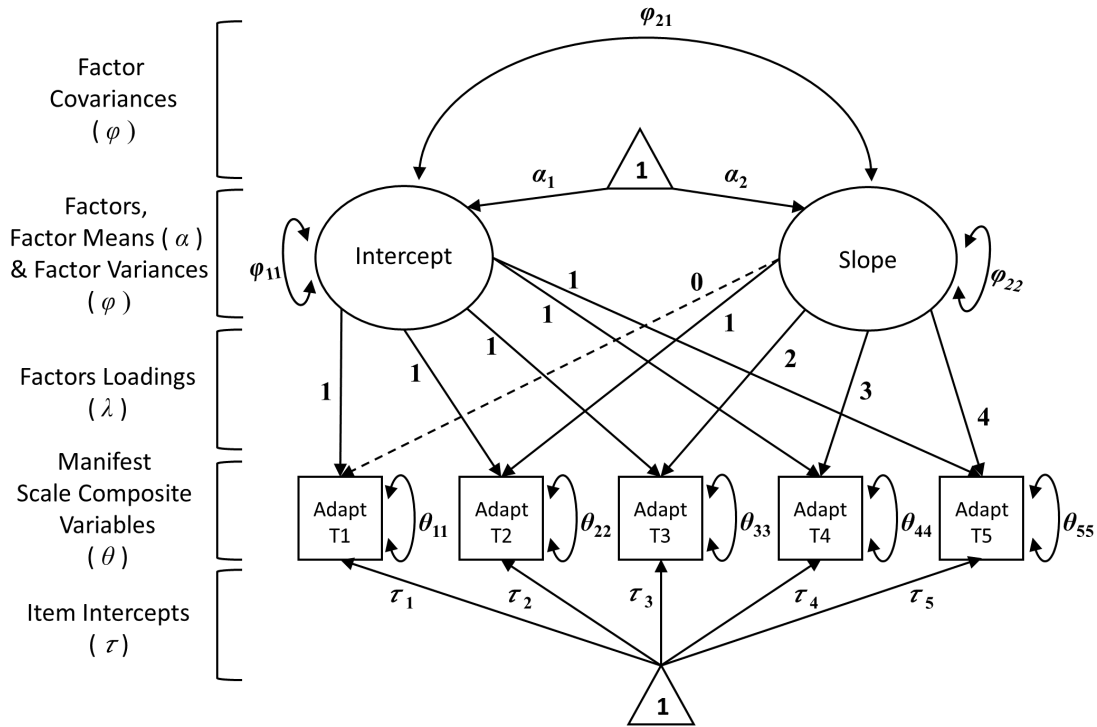 Factor
Covariances
( φ )
Factors,
Factor Means ( α )
& Factor Variances
( φ )
Factors Loadings
( λ )
Manifest
Scale Composite
Variables
( θ )
Item Intercepts
( τ )
φ21
1
α1
α2
Intercept
Slope
φ11
φ22
1
0
1
1
1
2
1
1
3
4
Adapt
T1
θ11
Adapt
T2
θ22
Adapt
T3
θ33
Adapt
T4
θ44
Adapt
T5
θ55
τ1
τ2
τ3
τ4
τ5
1